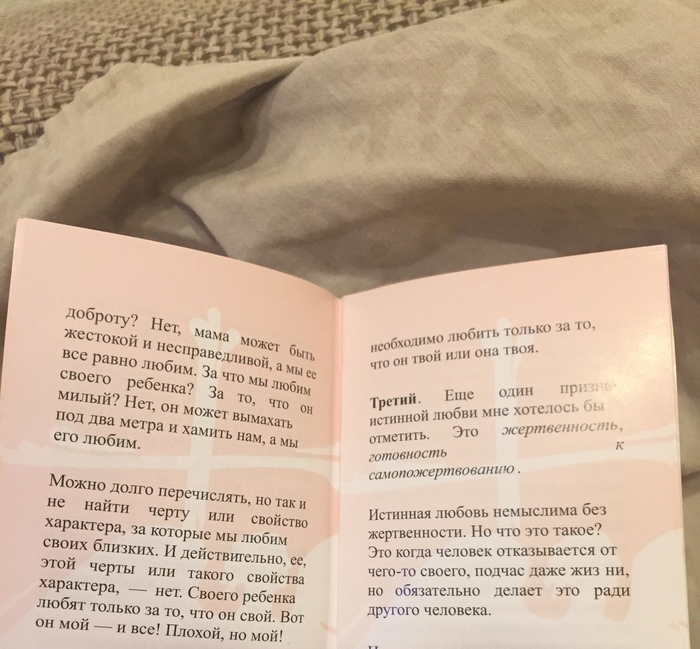 доброту? Нет, мама может быть
жестокой и несправедливой, а мы ее
все равно любим. За что мы любим
своего ребенка? За то, что он
милый? Нет, он может вымахать
под два метра и хамить нам, а мы
его любим.
Можно долго перечислять, но так и
не найти черту или свойство
характера, за которые мы любим
своих близких. И действительно, ее,
этой черты или такого свойства
характера, — нет. Своего ребенка
любят только за то, что он свой. Вот
он мой — и все! Плохой, но мой!
необходимо любить только за то,
что он твой или она твоя.
Третий. Еще один
истинной любви мне хотелось бы
отметить. Это жертвенность,
готовность к
самопожертвованию.
Истинная любовь немыслима без
жертвенности. Но что это такое?
Это когда человек отказывается от
чего-то своего, подчас даже жиз ни,
но обязательно делает это ради
другого человека.